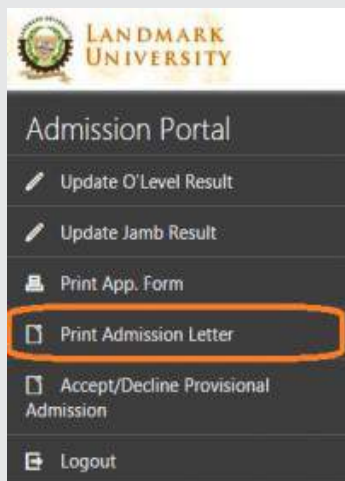 LANDMARK
UNIVERSITY
Admission Portal
Update O'Level Result
Update Jamb Result
Print App. Form
Print Admission Letter
Accept/Decline Provisional
Admission
Logout